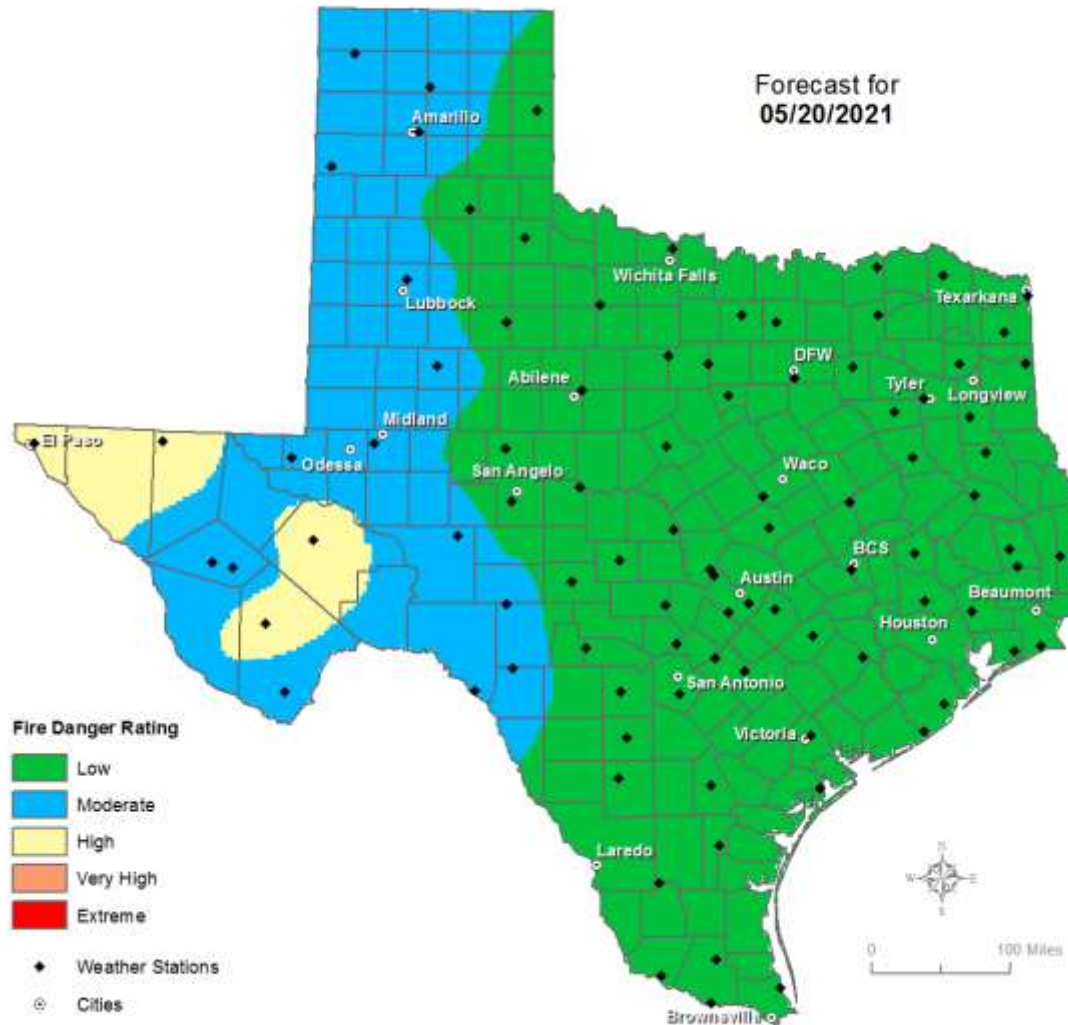 Forecast for
05/20/2021
Amarillo
Wichita Falls
Lubbock
Texarkana
DFW
Abilene
Tyler
Longview
Midland
El Paso
Odessa
San Angelo
Waco
BCS
Austin
Beaumont
Houston
San Antonio
Victoria
Fire Danger Rating
Low
Moderate
High
Very High
Extreme
Laredo
N
W
E
S
0 100 Miles
Weather Stations
Cities
Brownsville